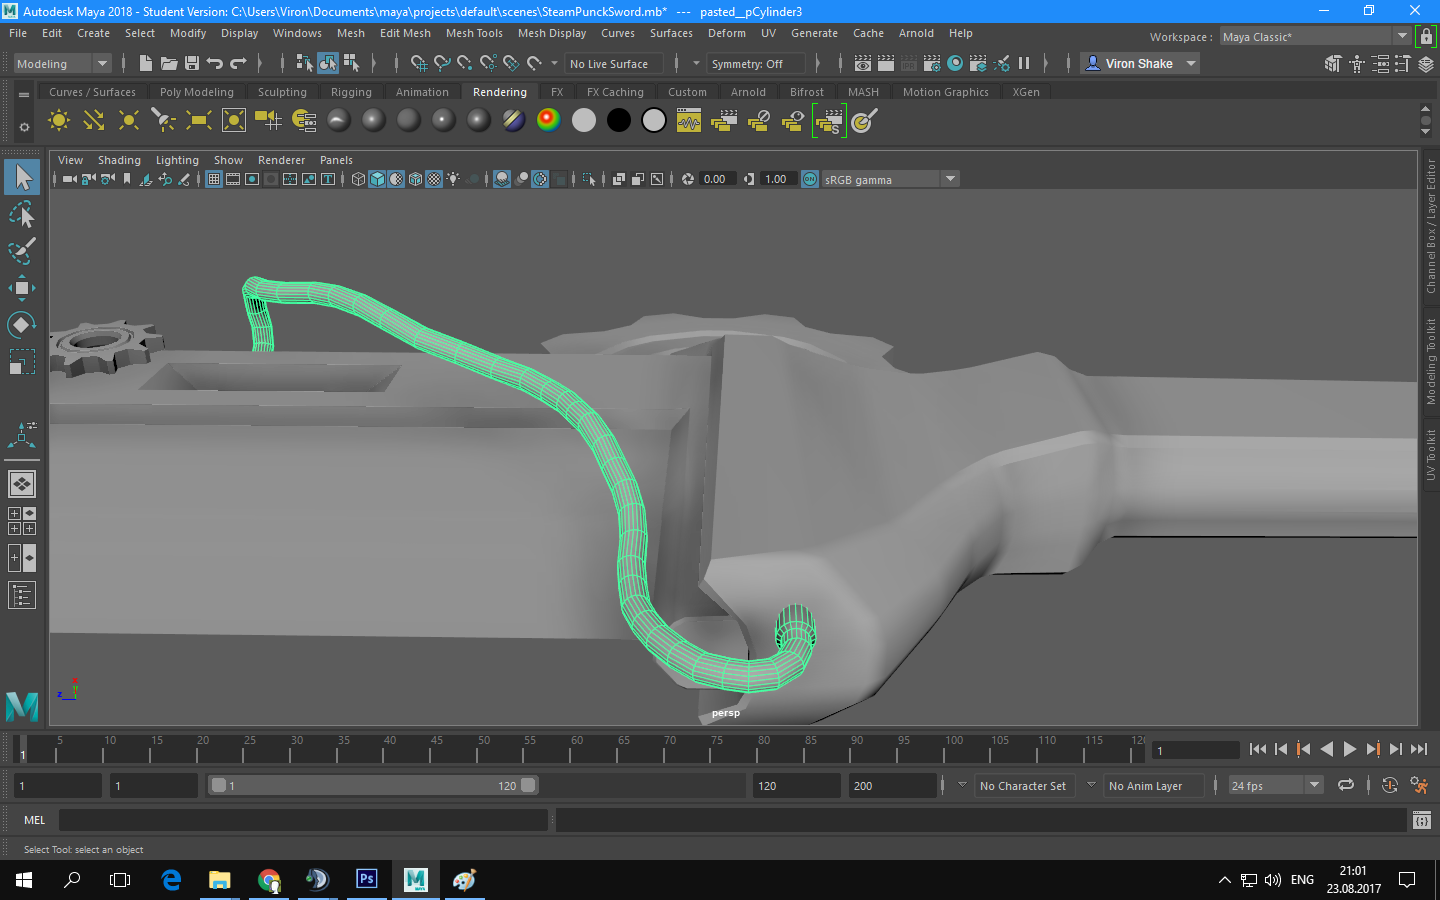 Autodesk Maya 2018 - Student Version: C:\Users\Viron\Documents\maya\projects\default\scenes\SteamPunckSword.mb*   ---   pasted__pCylinder3
File Edit Create Select Modify Display Windows Mesh Edit Mesh Mesh Tools Mesh Display Curves Surfaces Deform UV Generate Cache Arnold Help
Workspace : Maya Classic*
Modeling
No Live Surface
Symmetry: Off
Viron Shake
Curves / Surfaces Poly Modeling Sculpting Rigging Animation Rendering FX FX Caching Custom Arnold Bifrost MASH Motion Graphics XGen
View Shading Lighting Show Renderer Panels
0.00 1.00 ON sRGB gamma
Channel Box / Layer Editor
Modeling Toolkit
UV Toolkit
x
y
z
persp
1 5 10 15 20 25 30 35 40 45 50 55 60 65 70 75 80 85 90 95 100 105 110 115 120
1
1 1 1 120 120 200 No Character Set No Anim Layer 24 fps
MEL
Select Tool: select an object
ENG
21:01
23.08.2017
Ps
M
MAYA